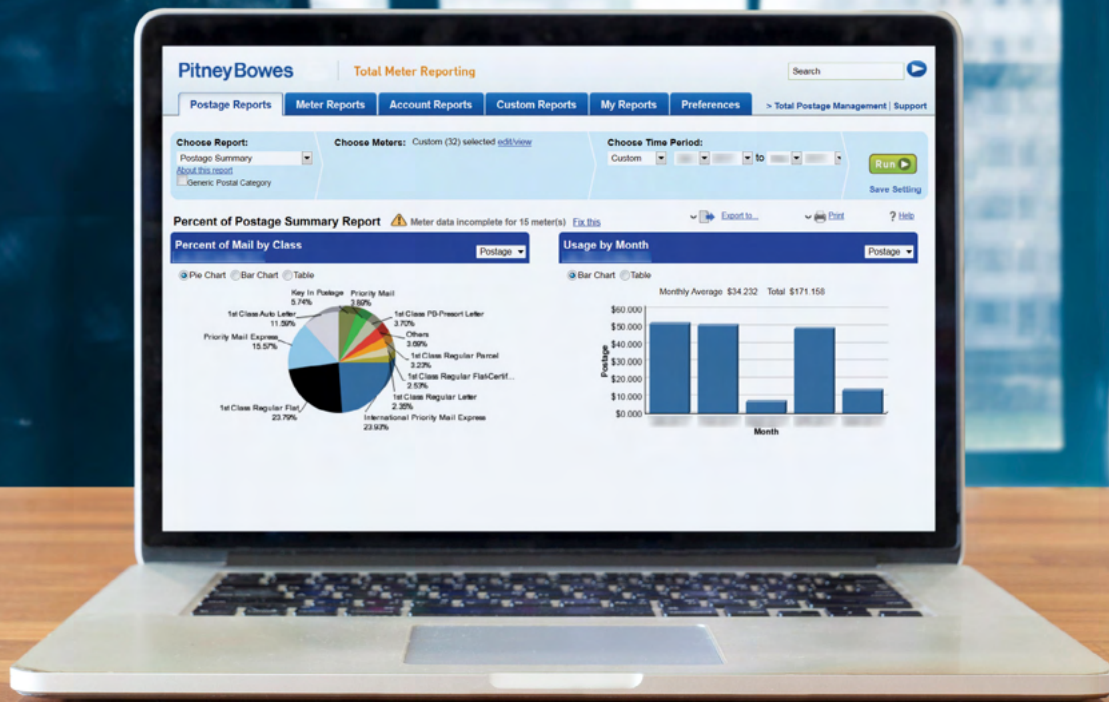 PitneyBowes
Total Meter Reporting
Search
Postage Reports
Meter Reports
Account Reports
Custom Reports
My Reports
Preferences
> Total Postage Management | Support
Choose Report:
Postage Summary
About this report
Generic Postal Category
Choose Meters: Custom (32) selected edit/view
Choose Time Period:
Custom
to
Run
Save Setting
Percent of Postage Summary Report
Meter data incomplete for 15 meter(s) Fix this
Export to...
Print
? Help
Percent of Mail by Class
Postage
Pie Chart Bar Chart Table
Key In Postage
5.74%
Priority Mail
3.89%
1st Class PB-Presort Letter
3.70%
Others
3.69%
1st Class Regular Parcel
3.23%
1st Class Regular Flat-Certif...
2.53%
1st Class Regular Letter
2.35%
International Priority Mail Express
23.93%
1st Class Regular Flat
23.79%
Priority Mail Express
15.57%
1st Class Auto Letter
11.59%
Usage by Month
Postage
Bar Chart Table
Monthly Average $34.232 Total $171.158
$60.000
$50.000
$40.000
$30.000
$20.000
$10.000
$0.000
Postage
Month